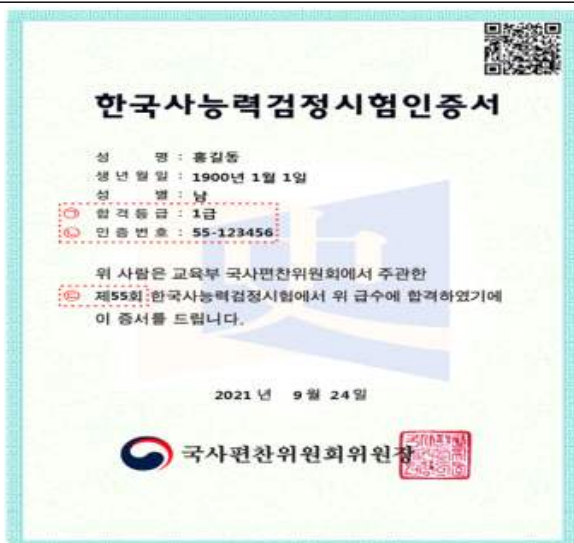 한국사능력검정시험인증서
성 명 : 홍길동
생 년 월 일 : 1900년 1월 1일
성 별 : 남
㉠ 합 격 등 급 : 1급
㉡ 인 증 번 호 : 55-123456
위 사람은 교육부 국사편찬위원회에서 주관한
㉢ 제55회 한국사능력검정시험에서 위 급수에 합격하였기에
이 증서를 드립니다.
2021 년 9 월 24 일
국사편찬위원회위원장